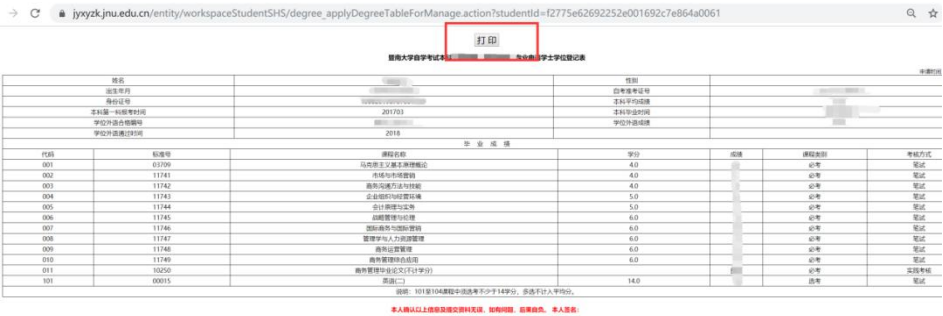 jyxyzk.jnu.edu.cn/entity/workspaceStudentSHS/degree_applyDegreeTableForManage.action?studentId=f2775e62692252e001692c7e864a0061
打印
暨南大学自学考试本 专业申请学士学位登记表
申请时间
姓名 性别
出生年月 自考准考证号
身份证号 本科平均成绩
本科第一科报考时间 201703 本科毕业时间
学位外语合格编号 学位外语成绩
学位外语通过时间 2018
毕 业 成 绩
代码 标准号 课程名称 学分 成绩 课程类别 考核方式
001 03709 马克思主义基本原理概论 4.0 必考 笔试
002 11741 市场与市场营销 4.0 必考 笔试
003 11742 商务沟通方法与技能 4.0 必考 笔试
004 11743 企业组织与经营环境 5.0 必考 笔试
005 11744 会计原理与实务 5.0 必考 笔试
006 11745 战略管理与伦理 6.0 必考 笔试
007 11746 国际商务与国际营销 6.0 必考 笔试
008 11747 管理学与人力资源管理 6.0 必考 笔试
009 11748 商务运营管理 6.0 必考 笔试
010 11749 商务管理综合应用 6.0 必考 笔试
011 10250 商务管理毕业论文(不计学分) 必考 实践考核
101 00015 英语(二) 14.0 选考 笔试
说明：101至104课程中须选考不少于14学分，多选不计入平均分。
本人确认以上信息及提交资料无误，如有问题，后果自负。 本人签名: